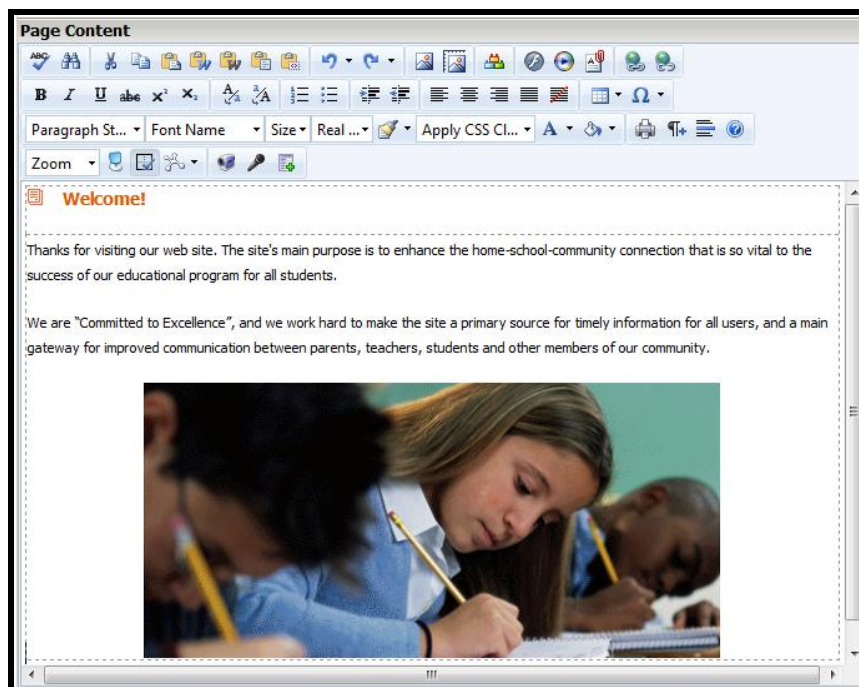 Page Content
ABC
B I U abc x² x₂ Ω
Paragraph St... Font Name Size Real ... Apply CSS Cl... A
Zoom
Welcome!
Thanks for visiting our web site. The site's main purpose is to enhance the home-school-community connection that is so vital to the
success of our educational program for all students.
We are “Committed to Excellence”, and we work hard to make the site a primary source for timely information for all users, and a main
gateway for improved communication between parents, teachers, students and other members of our community.